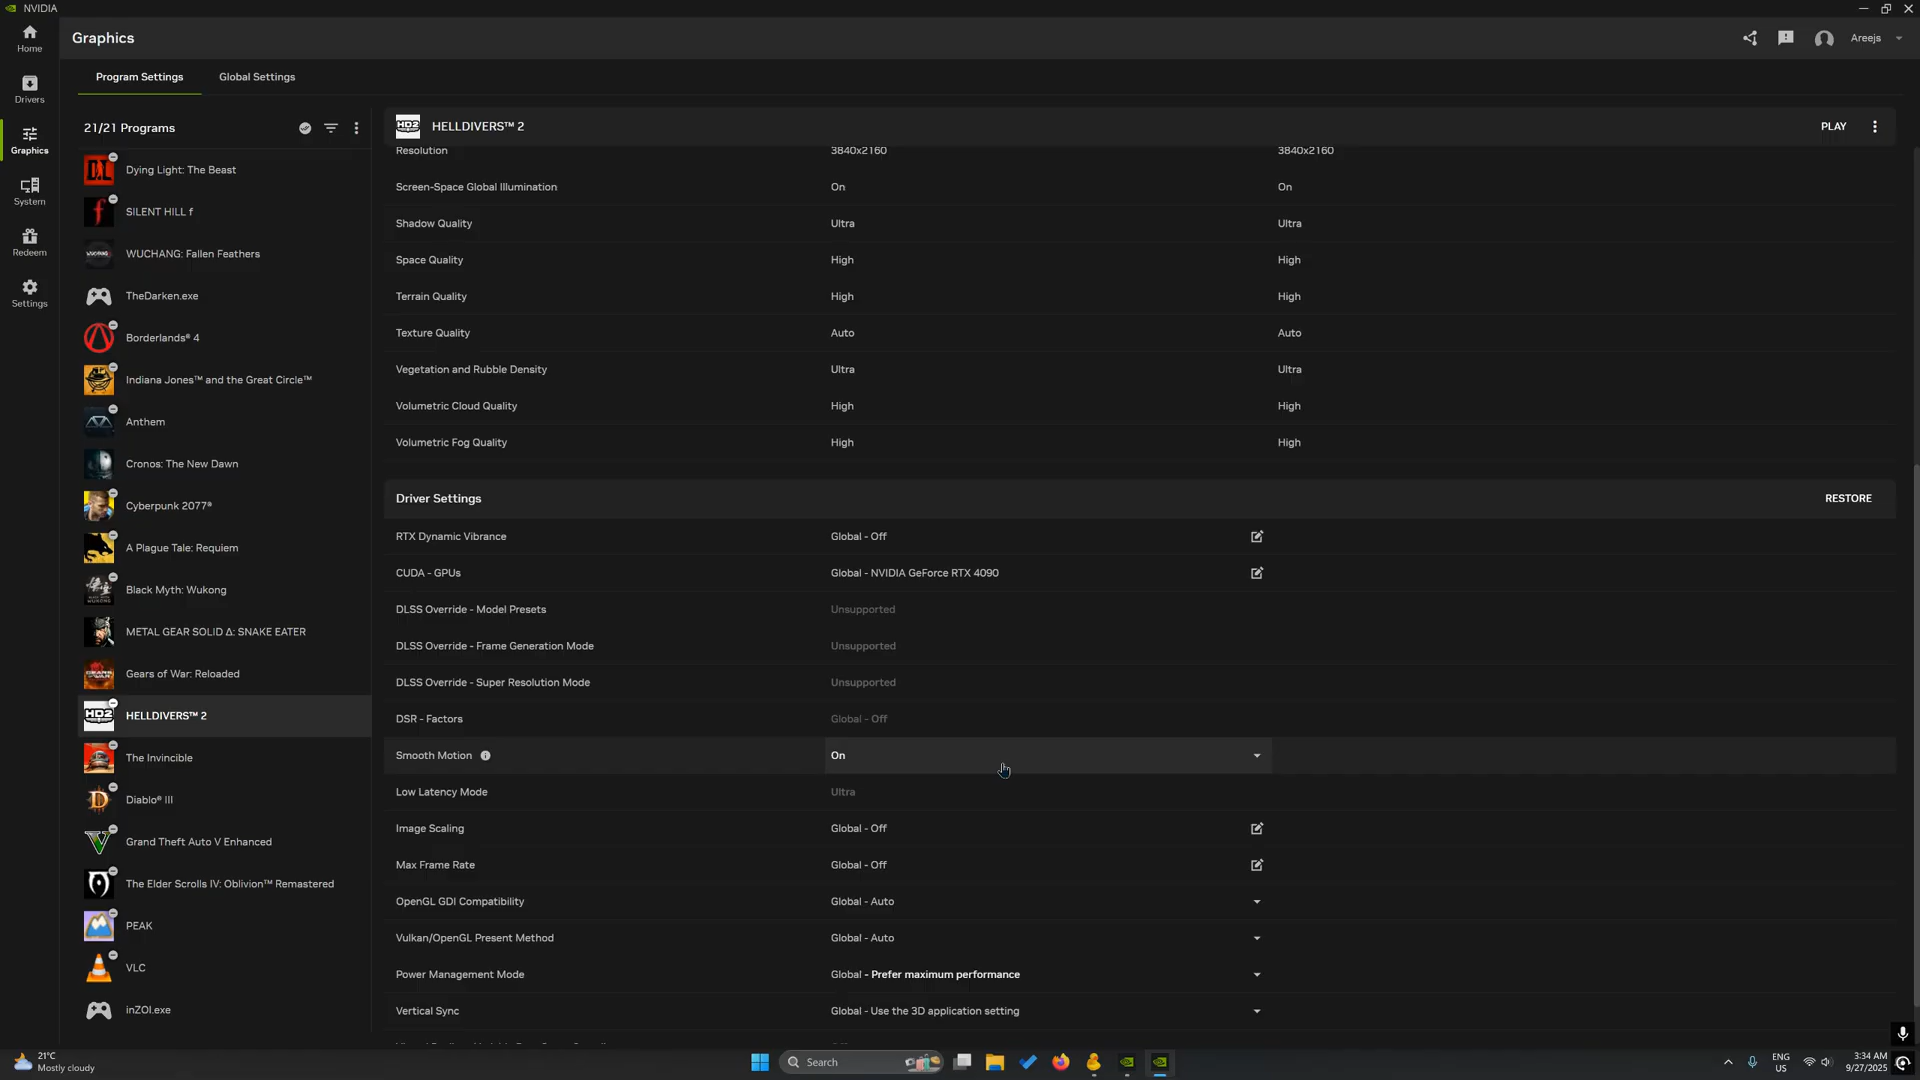 NVIDIA
Home
Drivers
Graphics
System
Redeem
Settings
Graphics
Areejs
Program Settings
Global Settings
21/21 Programs
Dying Light: The Beast
SILENT HILL f
WUCHANG: Fallen Feathers
TheDarken.exe
Borderlands® 4
Indiana Jones™ and the Great Circle™
Anthem
Cronos: The New Dawn
Cyberpunk 2077®
A Plague Tale: Requiem
Black Myth: Wukong
METAL GEAR SOLID Δ: SNAKE EATER
Gears of War: Reloaded
HD2 HELLDIVERS™ 2
The Invincible
Diablo® III
Grand Theft Auto V Enhanced
The Elder Scrolls IV: Oblivion™ Remastered
PEAK
VLC
inZOI.exe
HD2 HELLDIVERS™ 2
PLAY
Resolution 3840x2160 3840x2160
Screen-Space Global Illumination On On
Shadow Quality Ultra Ultra
Space Quality High High
Terrain Quality High High
Texture Quality Auto Auto
Vegetation and Rubble Density Ultra Ultra
Volumetric Cloud Quality High High
Volumetric Fog Quality High High
Driver Settings RESTORE
RTX Dynamic Vibrance Global - Off
CUDA - GPUs Global - NVIDIA GeForce RTX 4090
DLSS Override - Model Presets Unsupported
DLSS Override - Frame Generation Mode Unsupported
DLSS Override - Super Resolution Mode Unsupported
DSR - Factors Global - Off
Smooth Motion On
Low Latency Mode Ultra
Image Scaling Global - Off
Max Frame Rate Global - Off
OpenGL GDI Compatibility Global - Auto
Vulkan/OpenGL Present Method Global - Auto
Power Management Mode Global - Prefer maximum performance
Vertical Sync Global - Use the 3D application setting
21°C
Mostly cloudy
Search
ENG
US
3:34 AM
9/27/2025